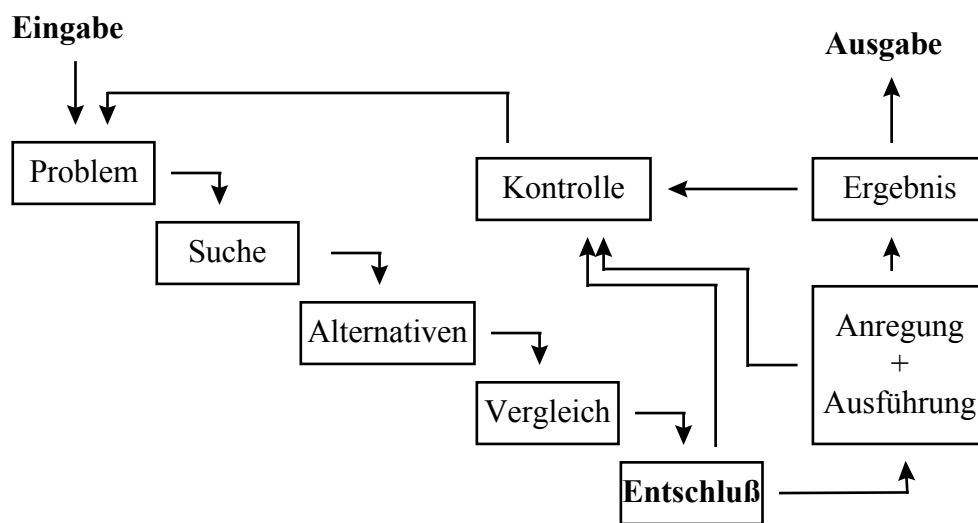 Eingabe
Ausgabe
Problem
Kontrolle
Ergebnis
Suche
Alternativen
Anregung
+
Ausführung
Vergleich
Entschluß